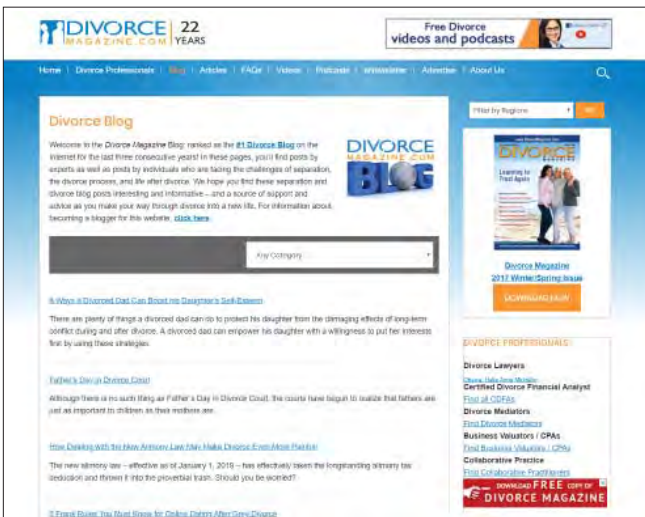 DIVORCE 22
MAGAZINE.COM YEARS
Free Divorce
videos and podcasts
Home | Divorce Professionals | Blog | Articles | FAQs | Videos | Podcasts | Newsletter | Advertise | About Us
Divorce Blog
Filter by Regions
Welcome to the Divorce Magazine Blog, ranked as the #1 Divorce Blog on the
Internet for the last three consecutive years! In these pages, you'll find posts by
experts as well as posts by individuals who are facing the challenges of separation,
the divorce process, and life after divorce. We hope you find these separation and
divorce blog posts interesting and informative – and a source of support and
advice as you make your way through divorce into a new life. For information about
becoming a blogger for this website, click here.
DIVORCE
MAGAZINE.COM
BLOG
DIVORCE
Learning to
Trust Again
Any Category
Divorce Magazine
2017 Winter/Spring Issue
DOWNLOAD NOW
6 Ways A Divorced Dad Can Boost his Daughter's Self-Esteem
There are plenty of things a divorced dad can do to protect his daughter from the damaging effects of long-term
conflict during and after divorce. A divorced dad can empower his daughter with a willingness to put her interests
first by using these strategies.
Father's Day in Divorce Court
Although there is no such thing as Father's Day in Divorce Court, the courts have begun to realize that fathers are
just as important to children as their mothers are.
How Dealing with the New Alimony Law May Make Divorce Even More Painful
The new alimony law – effective as of January 1, 2019 – has effectively taken the longstanding alimony tax
deduction and thrown it into the proverbial trash. Should you be worried?
DIVORCE PROFESSIONALS
Divorce Lawyers
Certified Divorce Financial Analyst
Find all CDFAs
Divorce Mediators
Find Divorce Mediators
Business Valuators / CPAs
Find Business Valuators / CPAs
Collaborative Practice
Find Collaborative Practitioners
DOWNLOAD FREE COPY OF
DIVORCE MAGAZINE
Rules You Must Know for Online Dating After Grey Divorce